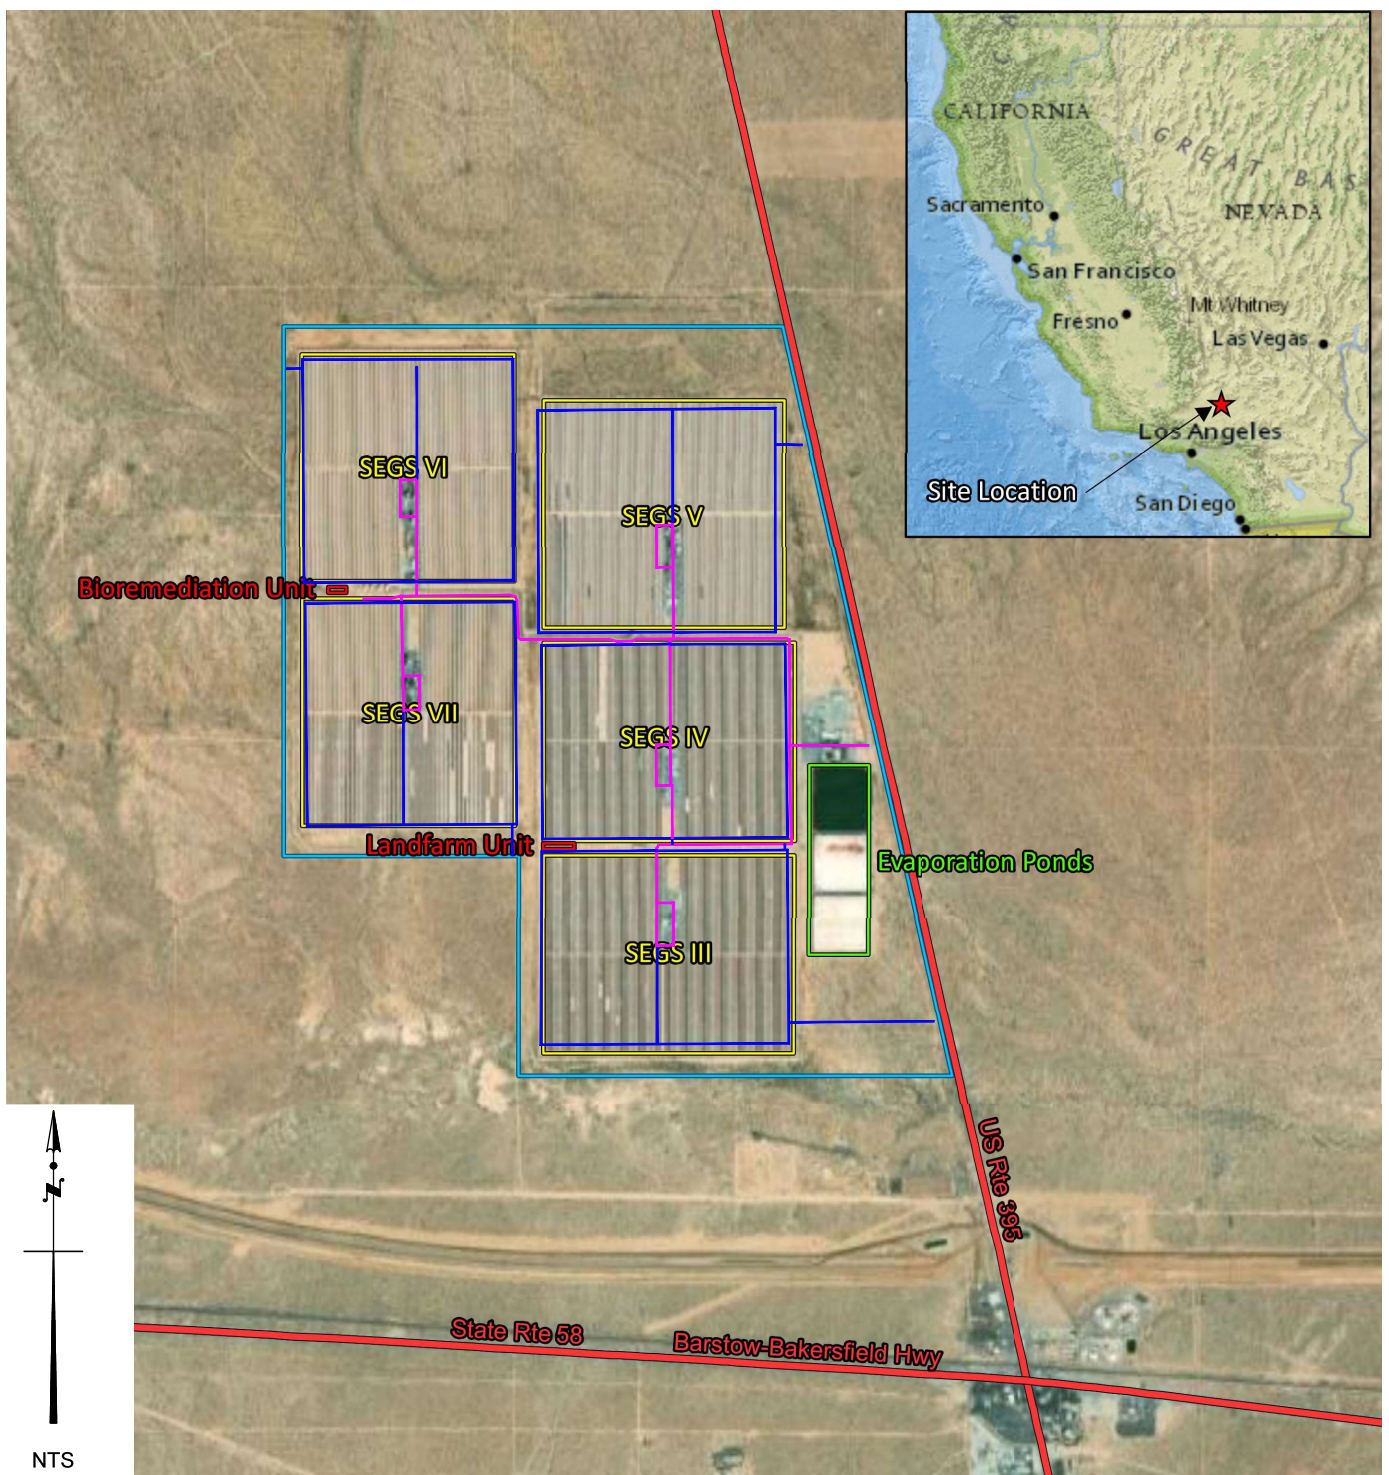 C A
CALIFORNIA
GREAT BAS
NEVADA
Sacramento
San Francisco
Mt Whitney
Fresno
Las Vegas
Los Angeles
Site Location
San Diego
SEGS VI
SEGS V
Bioremediation Unit
SEGS VII
SEGS IV
Landfarm Unit
Evaporation Ponds
SEGS III
US Rte 395
N
State Rte 58
Barstow-Bakersfield Hwy
NTS